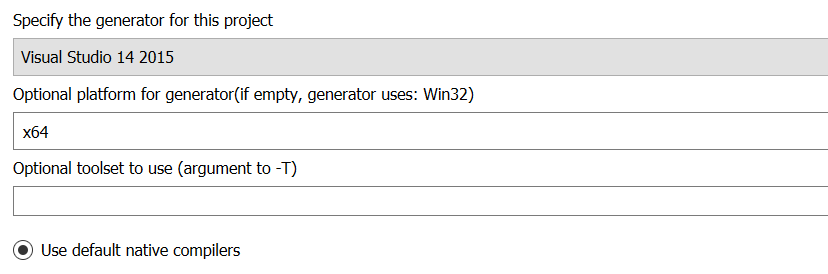 Specify the generator for this project
Visual Studio 14 2015
Optional platform for generator(if empty, generator uses: Win32)
x64
Optional toolset to use (argument to -T)
Use default native compilers